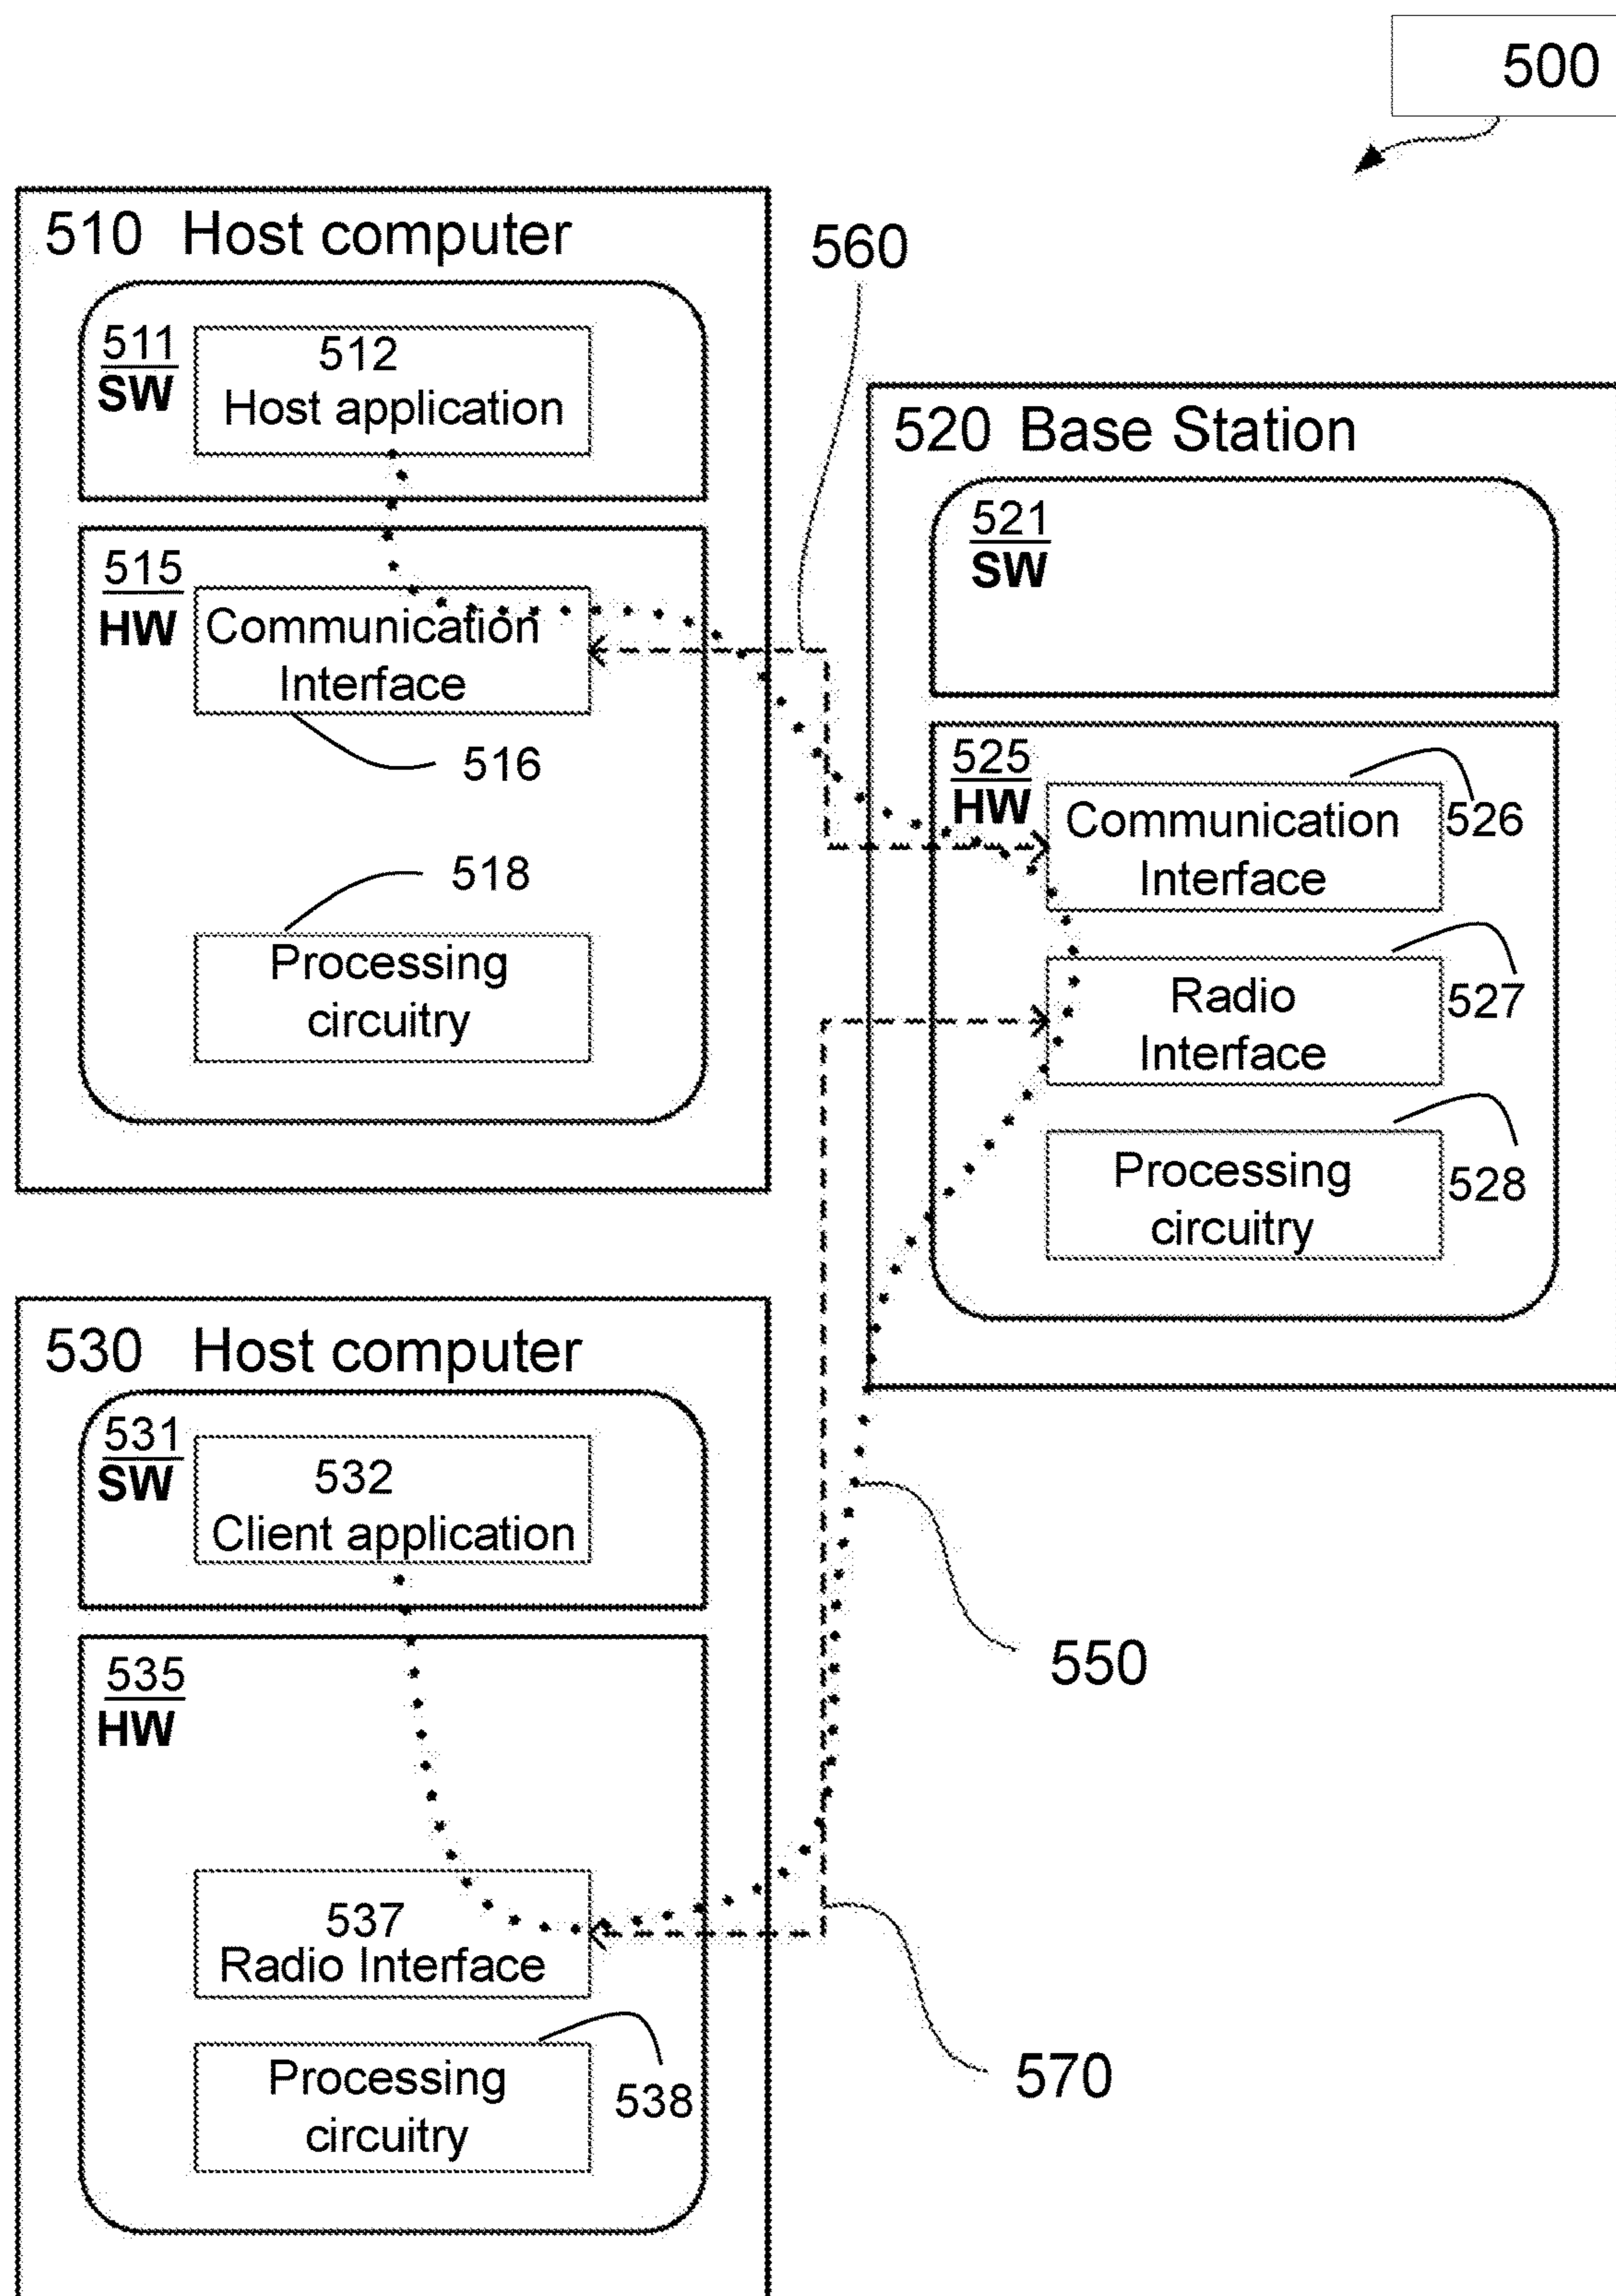 500
510 Host computer
511
SW
512
Host application
515
HW
Communication
Interface
516
518
Processing
circuitry
560
520 Base Station
521
SW
525
HW
Communication
Interface
526
Radio
Interface
527
Processing
circuitry
528
530 Host computer
531
SW
532
Client application
535
HW
537
Radio Interface
Processing
circuitry
538
550
570